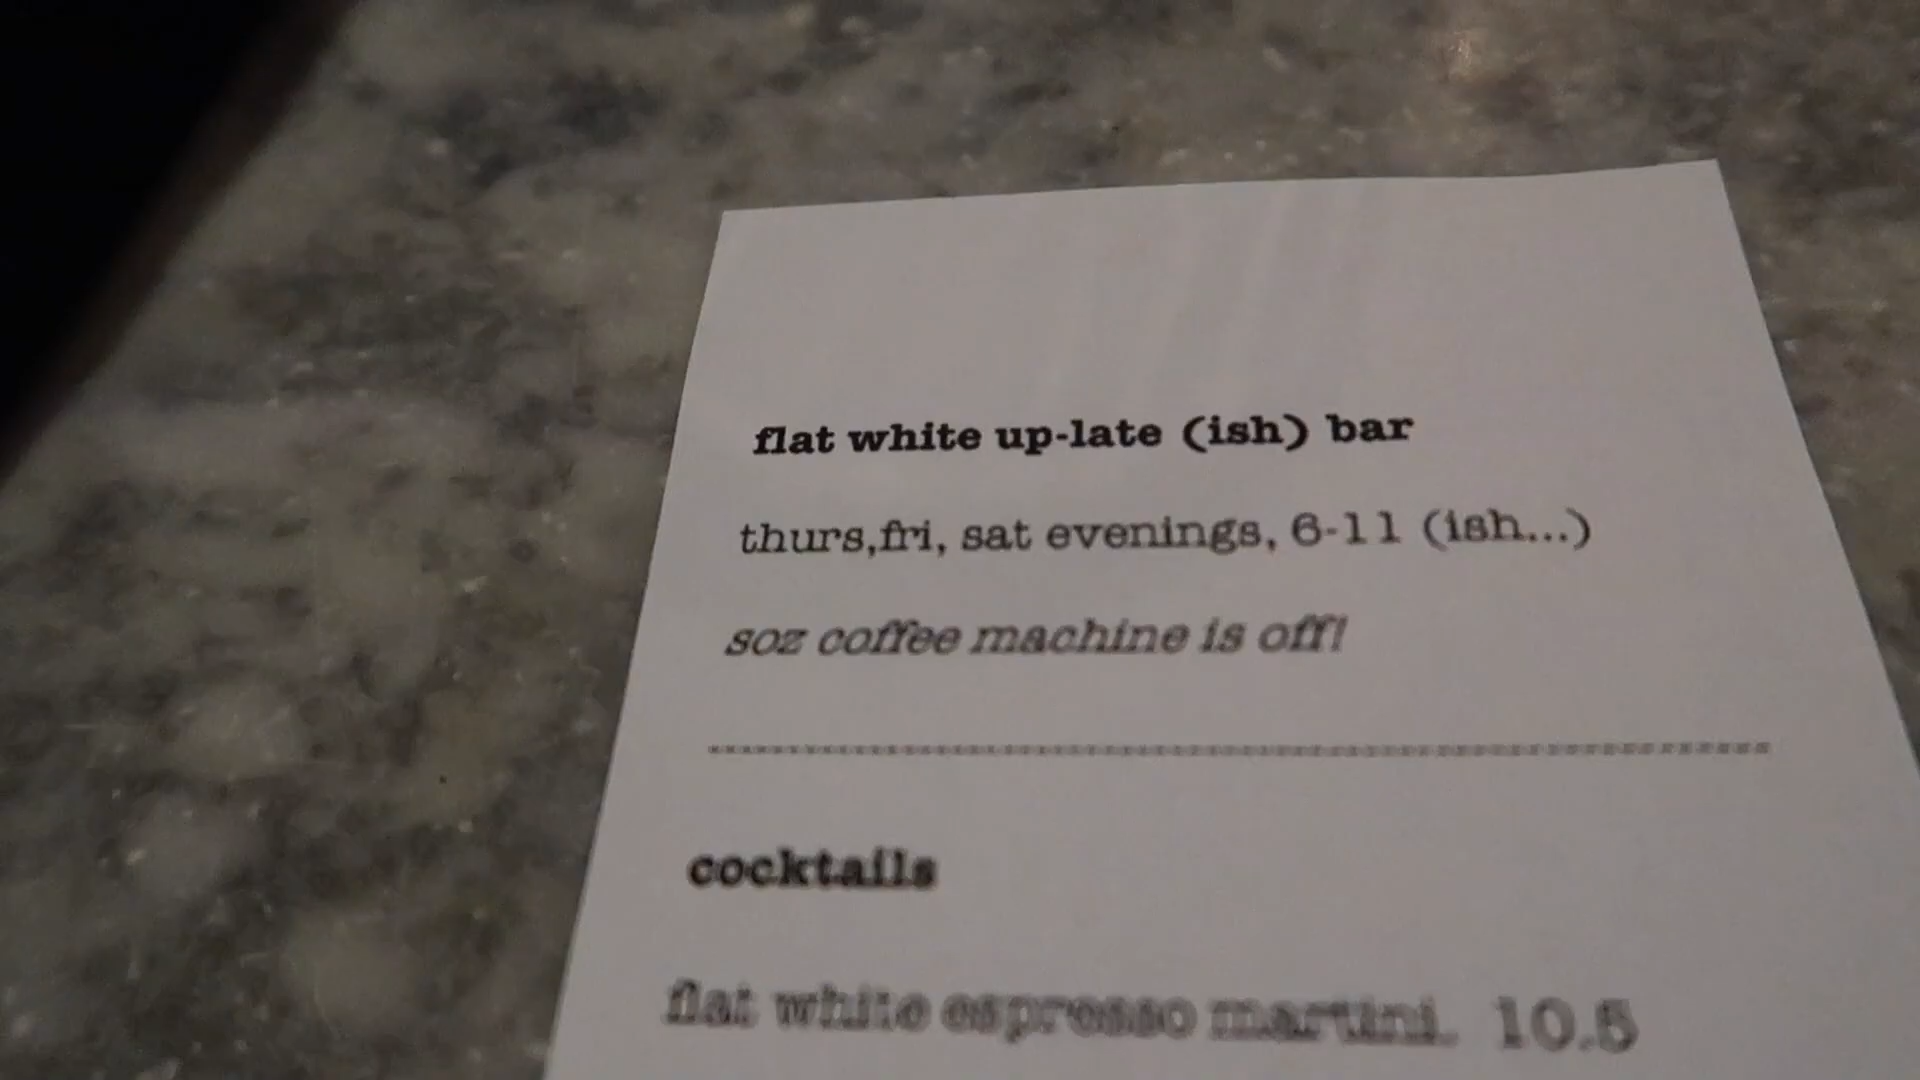 flat white up-late (ish) bar
thurs,fri, sat evenings, 6-11 (ish...)
soz coffee machine is off!
cocktails
flat white espresso martini. 10.5